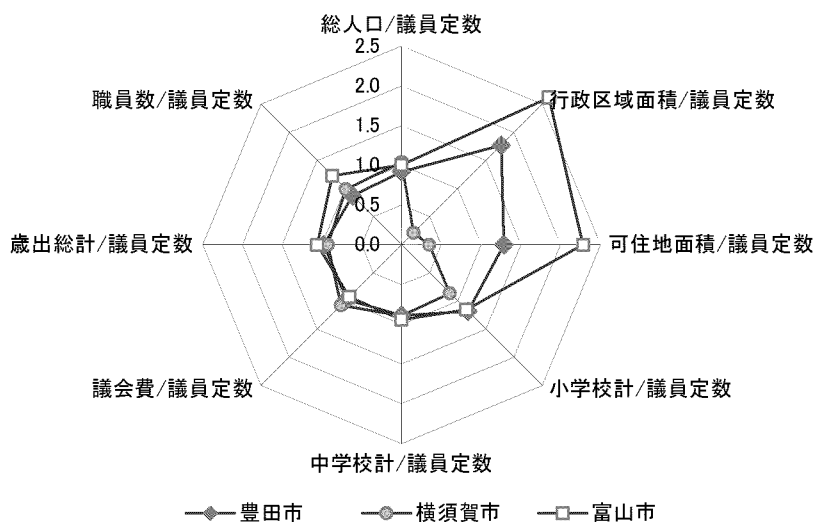 総人口/議員定数
2.5
2.0
1.5
1.0
0.5
0.0
行政区域面積/議員定数
可住地面積/議員定数
小学校計/議員定数
中学校計/議員定数
議会費/議員定数
歳出総計/議員定数
職員数/議員定数
豊田市 横須賀市 富山市